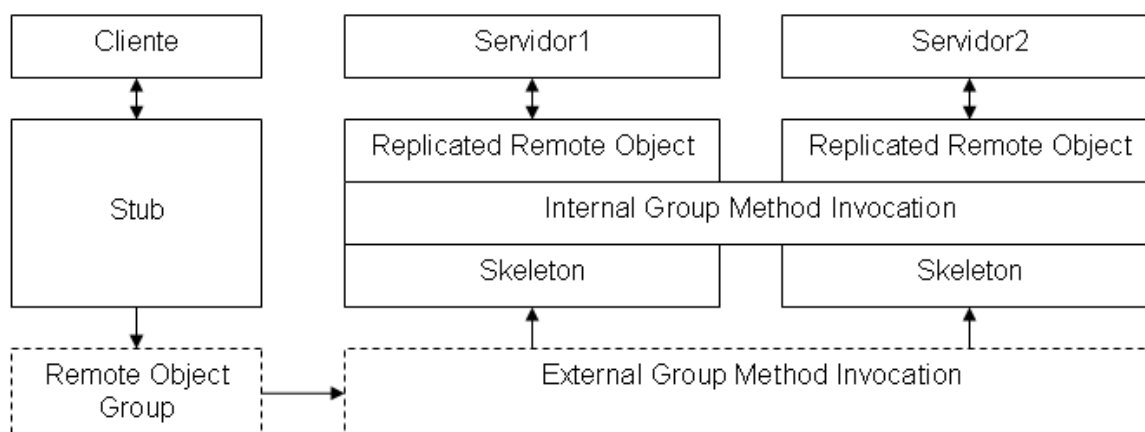 Cliente
Servidor1
Servidor2
Replicated Remote Object
Replicated Remote Object
Stub
Internal Group Method Invocation
Skeleton
Skeleton
Remote Object
Group
External Group Method Invocation